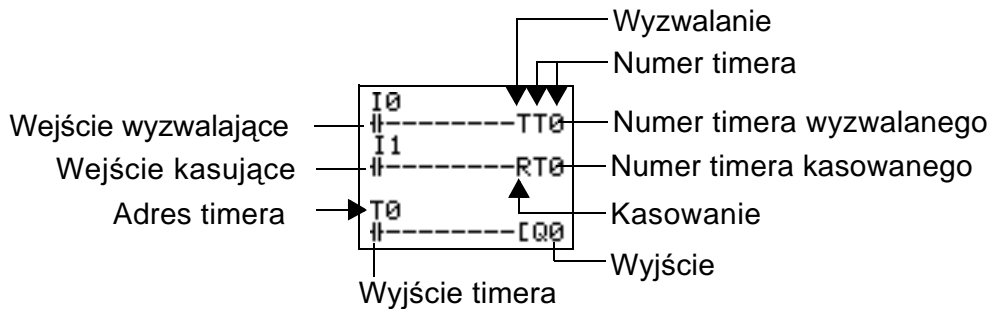 Wyzwalanie
Numer timera
I0
Wejście wyzwalające
TT0
Numer timera wyzwalanego
I1
Wejście kasujące
RT0
Numer timera kasowanego
Adres timera
T0
Kasowanie
[Q0
Wyjście
Wyjście timera